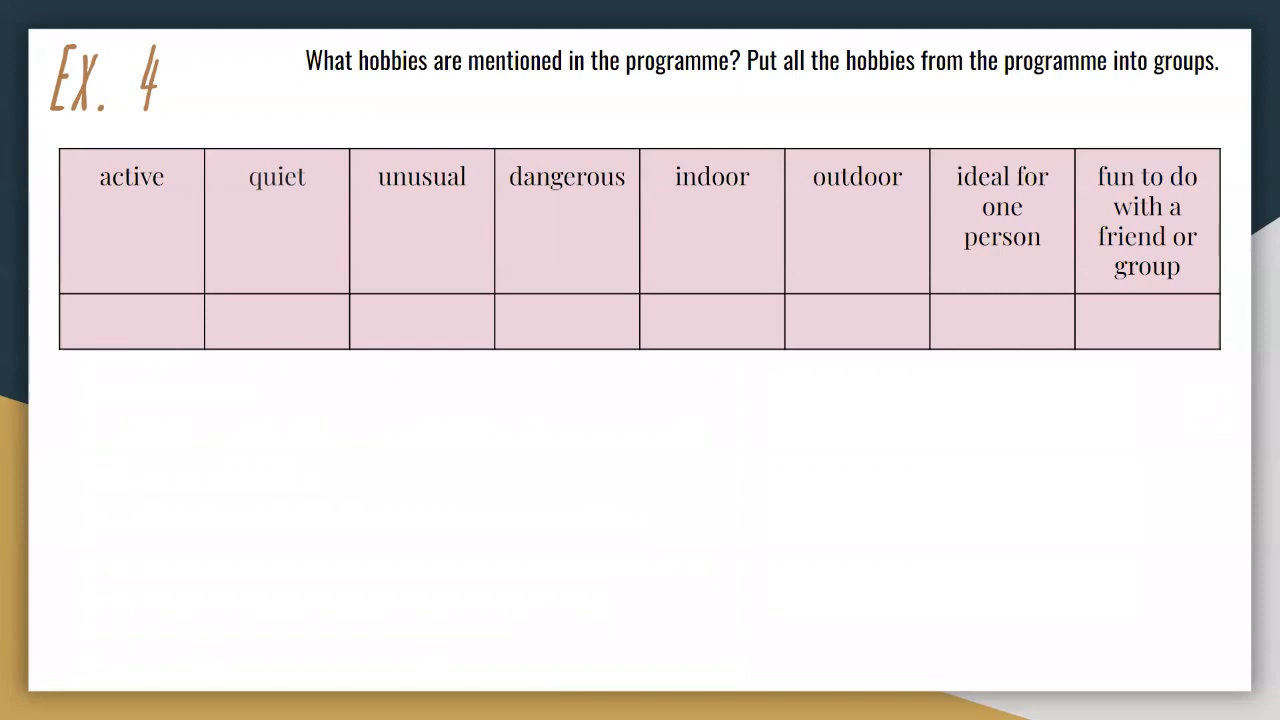 Ex. 4
What hobbies are mentioned in the programme? Put all the hobbies from the programme into groups.
active
quiet
unusual
dangerous
indoor
outdoor
ideal for
one
person
fun to do
with a
friend or
group